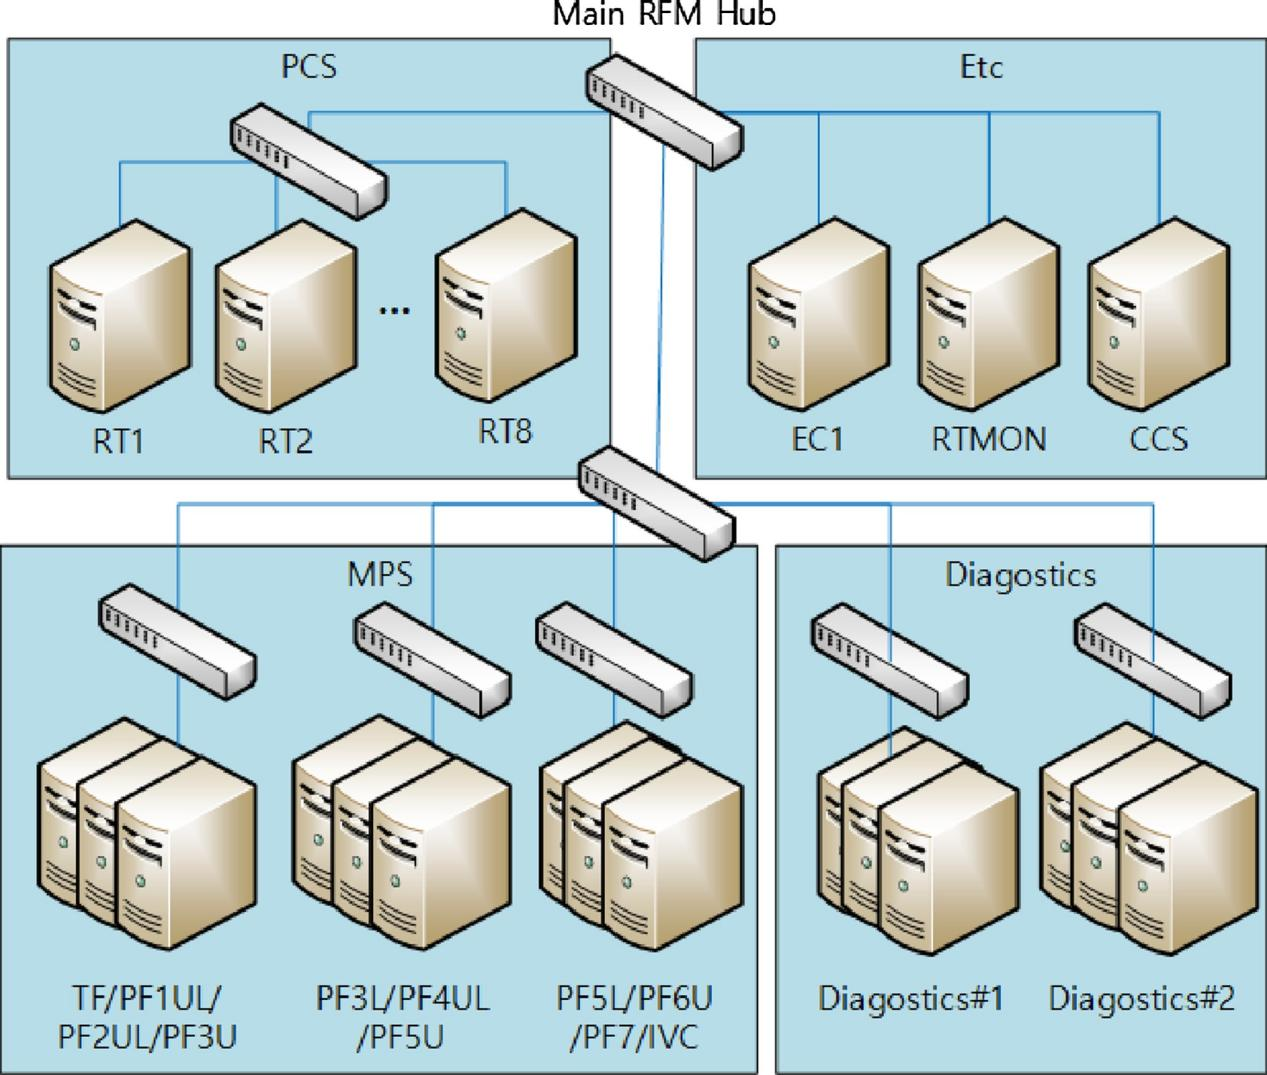 Main RFM Hub
PCS
Etc
...
RT1
RT2
RT8
EC1
RTMON
CCS
MPS
Diagostics
TF/PF1UL/
PF2UL/PF3U
PF3L/PF4UL
/PF5U
PF5L/PF6U
/PF7/IVC
Diagostics#1
Diagostics#2